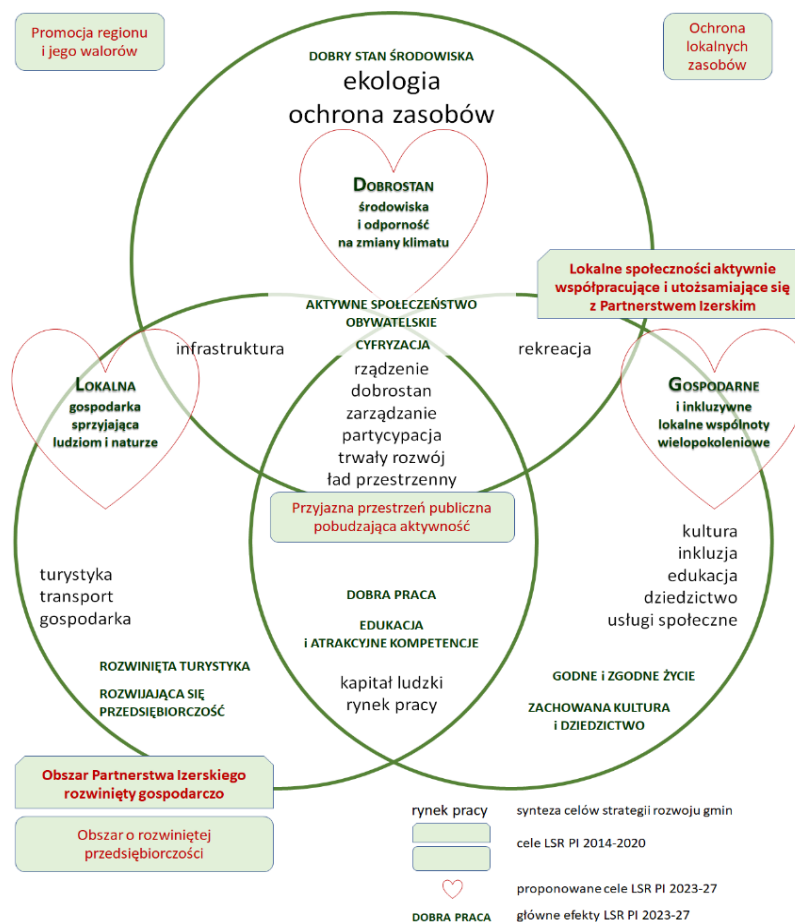 Promocja regionu
i jego walorów
Ochrona
lokalnych
zasobów
DOBRY STAN ŚRODOWISKA
ekologia
ochrona zasobów
DOBROSTAN
środowiska
i odporność
na zmiany klimatu
Lokalne społeczności aktywnie
współpracujące i utożsamiające się
z Partnerstwem Izerskim
AKTYWNE SPOŁECZEŃSTWO
OBYWATELSKIE
CYFRYZACJA
infrastruktura
rekreacja
rządzenie
dobrostan
zarządzanie
partycypacja
trwały rozwój
ład przestrzenny
LOKALNA
gospodarka
sprzyjająca
ludziom i naturze
GOSPODARNE
i inkluzywne
lokalne wspólnoty
wielopokoleniowe
Przyjazna przestrzeń publiczna
pobudzająca aktywność
turystyka
transport
gospodarka
kultura
inkluzja
edukacja
dziedzictwo
usługi społeczne
DOBRA PRACA
EDUKACJA
i ATRAKCYJNE KOMPETENCJE
kapitał ludzki
rynek pracy
ROZWINIĘTA TURYSTYKA
ROZWIJAJĄCA SIĘ
PRZEDSIĘBIORCZOŚĆ
GODNE i ZGODNE ŻYCIE
ZACHOWANA KULTURA
i DZIEDZICTWO
Obszar Partnerstwa Izerskiego
rozwinięty gospodarczo
Obszar o rozwiniętej
przedsiębiorczości
rynek pracy synteza celów strategii rozwoju gmin
cele LSR PI 2014-2020
proponowane cele LSR PI 2023-27
DOBRA PRACA główne efekty LSR PI 2023-27